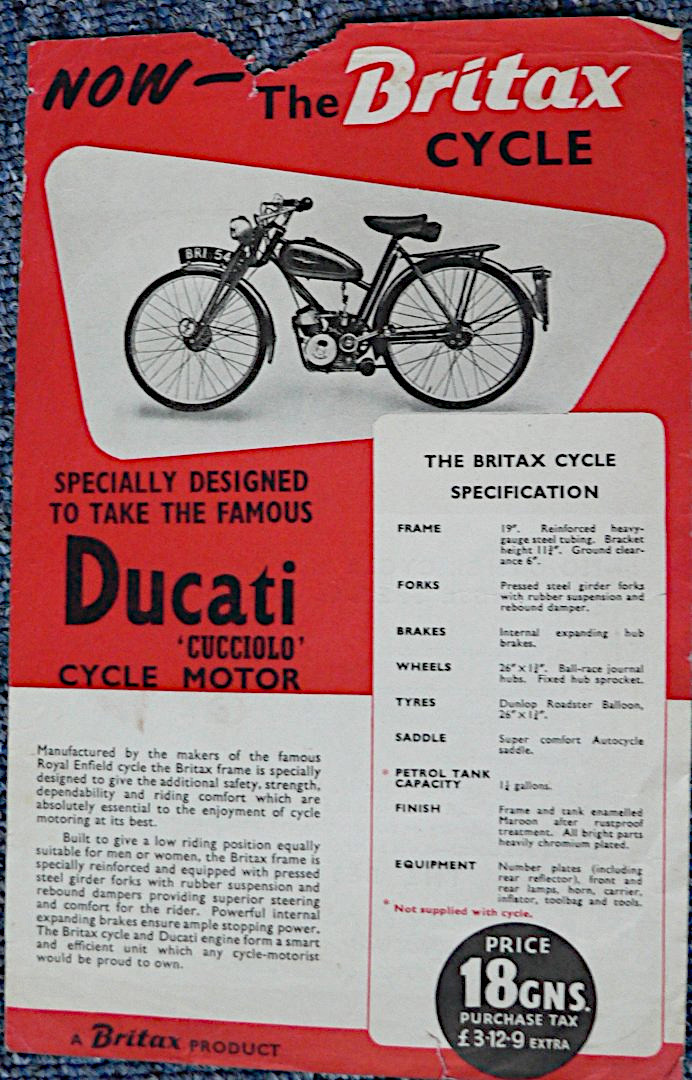 NOW—The Britax
CYCLE
BRI 54
SPECIALLY DESIGNED
TO TAKE THE FAMOUS
Ducati
'CUCCIOLO'
CYCLE MOTOR
Manufactured by the makers of the famous
Royal Enfield cycle the Britax frame is specially
designed to give the additional safety, strength,
dependability and riding comfort which are
absolutely essential to the enjoyment of cycle
motoring at its best.
Built to give a low riding position equally
suitable for men or women, the Britax frame is
specially reinforced and equipped with pressed
steel girder forks with rubber suspension and
rebound dampers providing superior steering
and comfort for the rider. Powerful internal
expanding brakes ensure ample stopping power.
The Britax cycle and Ducati engine form a smart
and efficient unit which any cycle-motorist
would be proud to own.
THE BRITAX CYCLE
SPECIFICATION
FRAME 19". Reinforced heavy-
gauge steel tubing. Bracket
height 11¾". Ground clear-
ance 6".
FORKS Pressed steel girder forks
with rubber suspension and
rebound damper.
BRAKES Internal expanding hub
brakes.
WHEELS 26" x 1¾". Ball-race journal
hubs. Fixed hub sprocket.
TYRES Dunlop Roadster Balloon,
26" x 1¾".
SADDLE Super comfort Autocycle
saddle.
* PETROL TANK
CAPACITY gallons.
FINISH Frame and tank enamelled
Maroon after rustproof
treatment. All bright parts
heavily chromium plated.
EQUIPMENT Number plates (including
rear reflector), front and
rear lamps, horn, carrier,
inflator, toolbag and tools.
* Not supplied with cycle.
PRICE
18GNS.
PURCHASE TAX
£3·12·9 EXTRA
A Britax PRODUCT